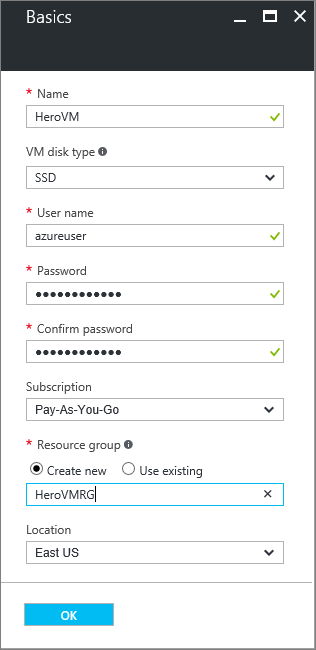 Basics
* Name
HeroVM
VM disk type
SSD
* User name
azureuser
* Password
●●●●●●●●●●●●
* Confirm password
●●●●●●●●●●●●
Subscription
Pay-As-You-Go
* Resource group
Create new Use existing
HeroVMRG
Location
East US
OK